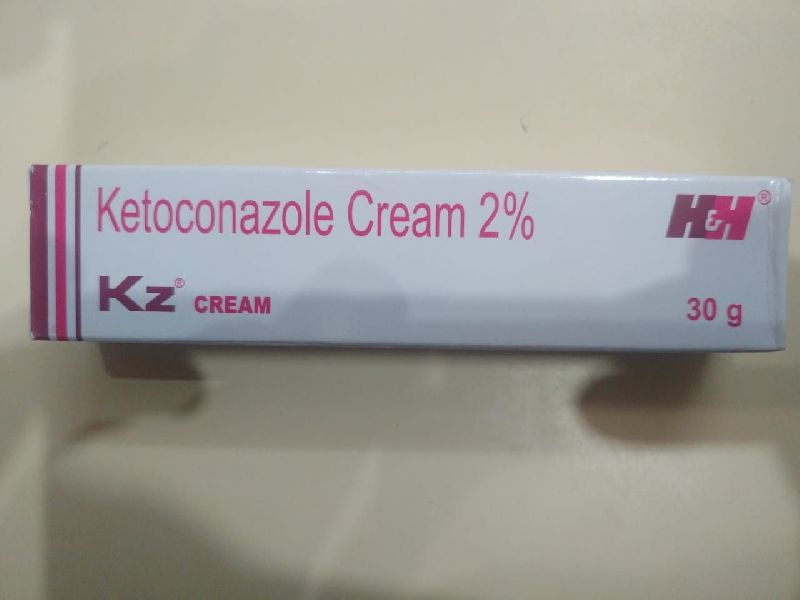 Ketoconazole Cream 2%
H&H®
Kz® CREAM
30 g